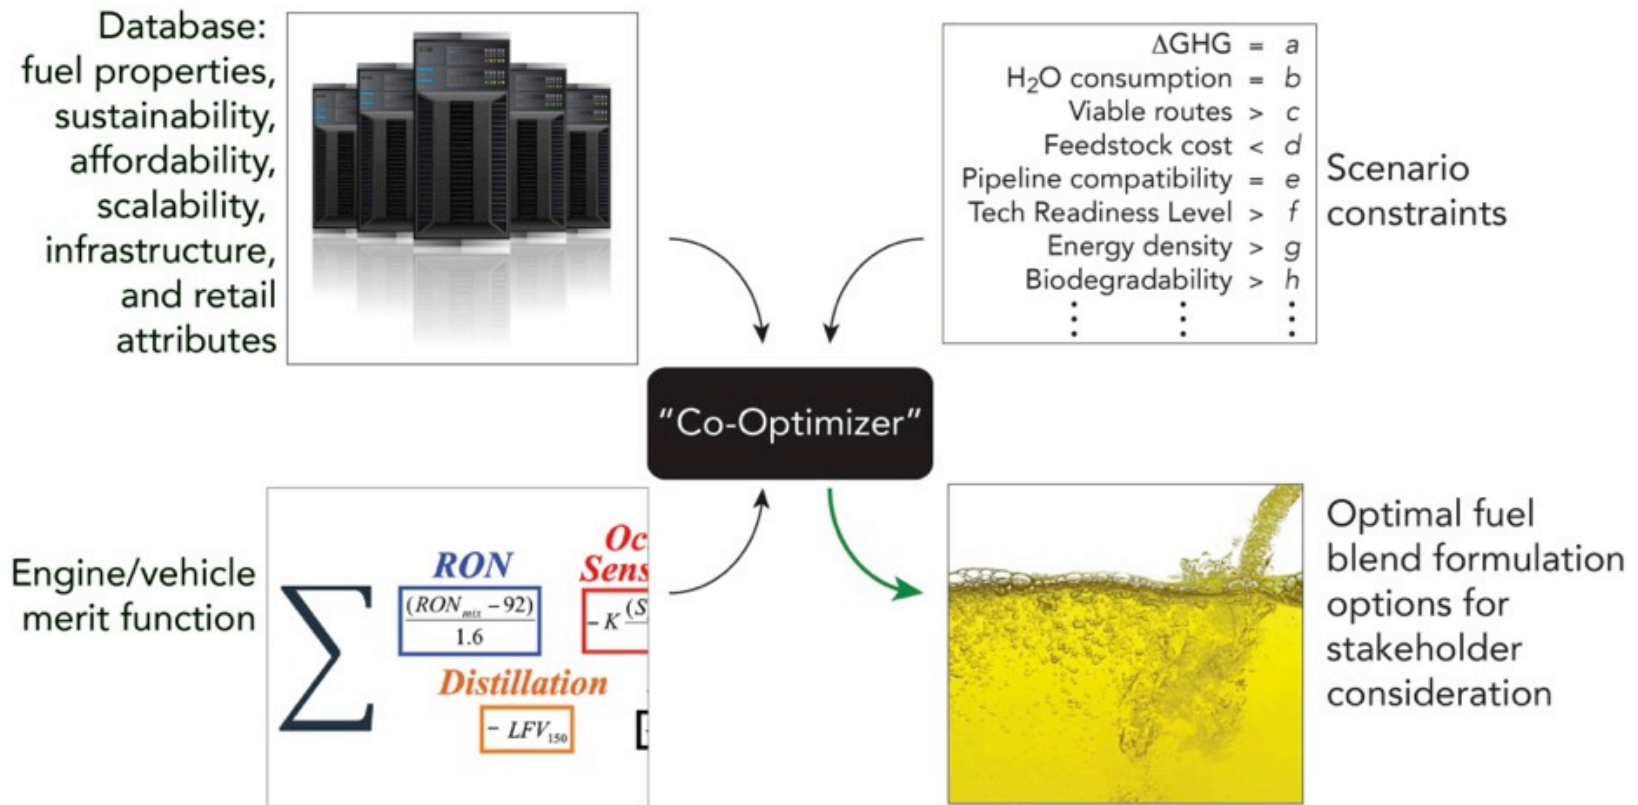 Database:
fuel properties,
sustainability,
affordability,
scalability,
infrastructure,
and retail
attributes
ΔGHG = a
H₂O consumption = b
Viable routes > c
Feedstock cost < d
Pipeline compatibility = e
Tech Readiness Level > f
Energy density > g
Biodegradability > h
⋮ ⋮ ⋮
Scenario
constraints
"Co-Optimizer"
Engine/vehicle
merit function
∑
RON
(RON_mix − 92)
1.6
Oc
Sens
− K (S
Distillation
− LFV₁₅₀
Optimal fuel
blend formulation
options for
stakeholder
consideration